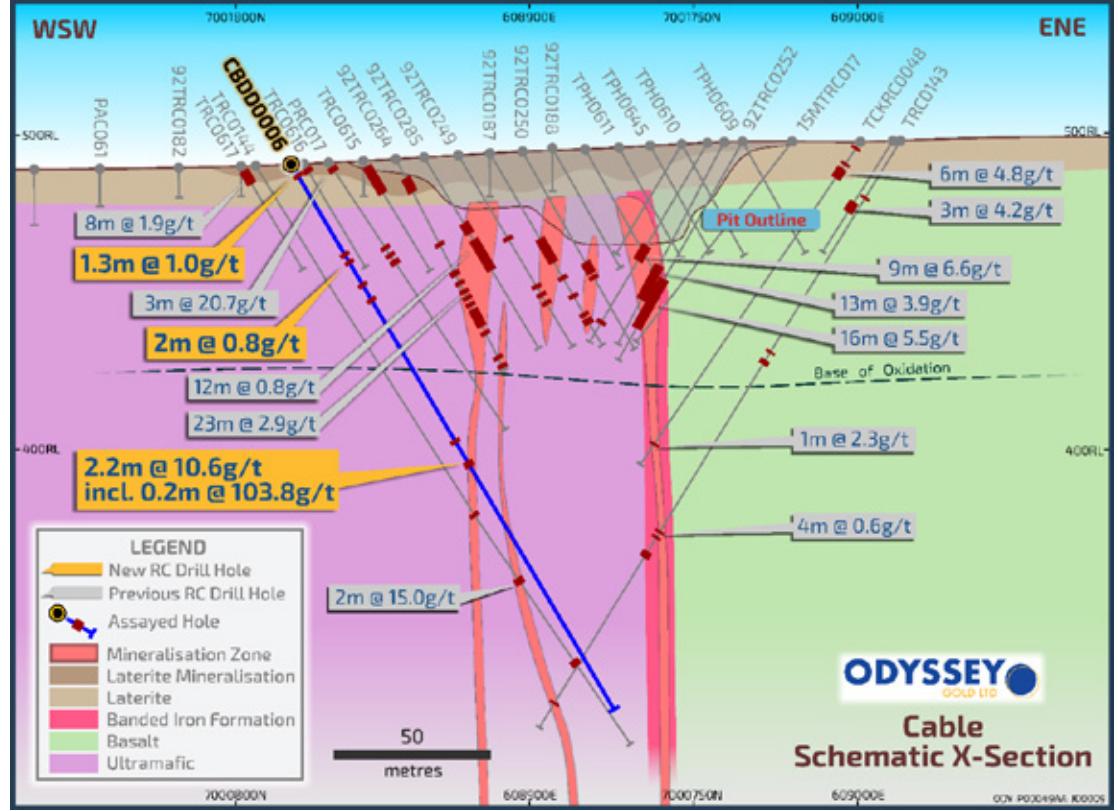 7001800N
608900E
7001750N
609000E
WSW
ENE
PAC061
92TRC0182
TRC0617
TRC0144
CBDD0006
TRC0616
PRC017
TRC0615
92TRC0264
92TRC0285
92TRC0249
92TRC0187
92TRC0250
92TRC0188
TPH0611
TPH0645
TPH0610
TPH0609
92TRC0252
15MTRC017
TCKRC0048
TRC0143
500RL
500RL
8m @ 1.9g/t
1.3m @ 1.0g/t
3m @ 20.7g/t
2m @ 0.8g/t
12m @ 0.8g/t
23m @ 2.9g/t
6m @ 4.8g/t
3m @ 4.2g/t
Pit Outline
9m @ 6.6g/t
13m @ 3.9g/t
16m @ 5.5g/t
Base of Oxidation
400RL
400RL
2.2m @ 10.6g/t
incl. 0.2m @ 103.8g/t
1m @ 2.3g/t
4m @ 0.6g/t
2m @ 15.0g/t
LEGEND
New RC Drill Hole
Previous RC Drill Hole
Assayed Hole
Mineralisation Zone
Laterite Mineralisation
Laterite
Banded Iron Formation
Basalt
Ultramafic
50
metres
ODYSSEY
GOLD LTD
Cable
Schematic X-Section
7000800N
608900E
7000750N
609000E